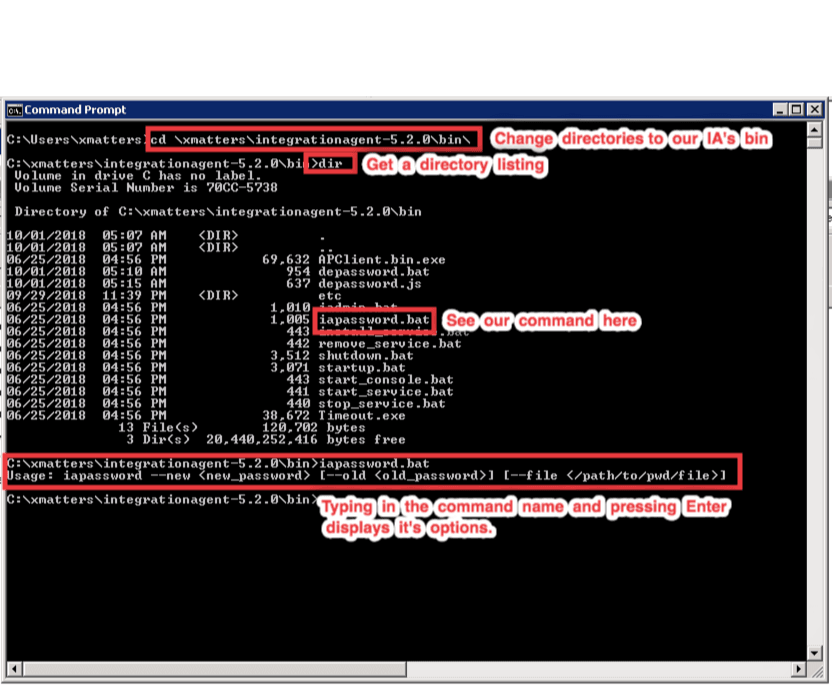 Command Prompt
C:\Users\xmatters>cd \xmatters\integrationagent-5.2.0\bin\ Change directories to our IA's bin
C:\xmatters\integrationagent-5.2.0\bin>dir Get a directory listing
Volume in drive C has no label.
Volume Serial Number is 70CC-5738
Directory of C:\xmatters\integrationagent-5.2.0\bin
10/01/2018 05:07 AM <DIR> .
10/01/2018 05:07 AM <DIR> ..
06/25/2018 04:56 PM 69,632 APClient.bin.exe
10/01/2018 05:10 AM 954 depassword.bat
10/01/2018 05:15 AM 637 depassword.js
09/29/2018 11:39 PM <DIR> etc
06/25/2018 04:56 PM 1,010 iadmin.bat
06/25/2018 04:56 PM 1,005 iapassword.bat See our command here
06/25/2018 04:56 PM 443 install_service.bat
06/25/2018 04:56 PM 442 remove_service.bat
06/25/2018 04:56 PM 3,512 shutdown.bat
06/25/2018 04:56 PM 3,071 startup.bat
06/25/2018 04:56 PM 443 start_console.bat
06/25/2018 04:56 PM 441 start_service.bat
06/25/2018 04:56 PM 440 stop_service.bat
06/25/2018 04:56 PM 38,672 Timeout.exe
13 File(s) 120,702 bytes
3 Dir(s) 20,440,252,416 bytes free
C:\xmatters\integrationagent-5.2.0\bin>iapassword.bat
Usage: iapassword --new <new_password> [--old <old_password>] [--file </path/to/pwd/file>]
C:\xmatters\integrationagent-5.2.0\bin>
Typing in the command name and pressing Enter
displays it's options.